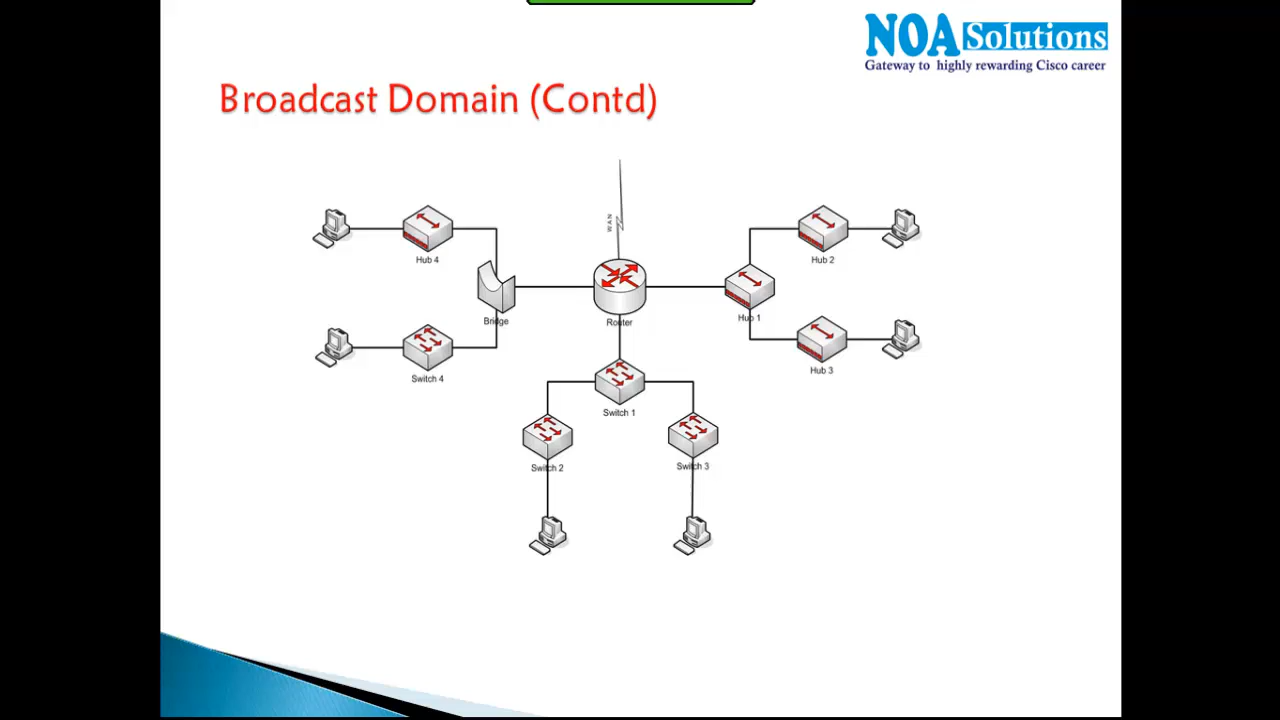 NOA Solutions
Gateway to highly rewarding Cisco career
Broadcast Domain (Contd)
WAN
Hub 4
Hub 2
Bridge
Router
Hub 1
Switch 4
Hub 3
Switch 1
Switch 2
Switch 3